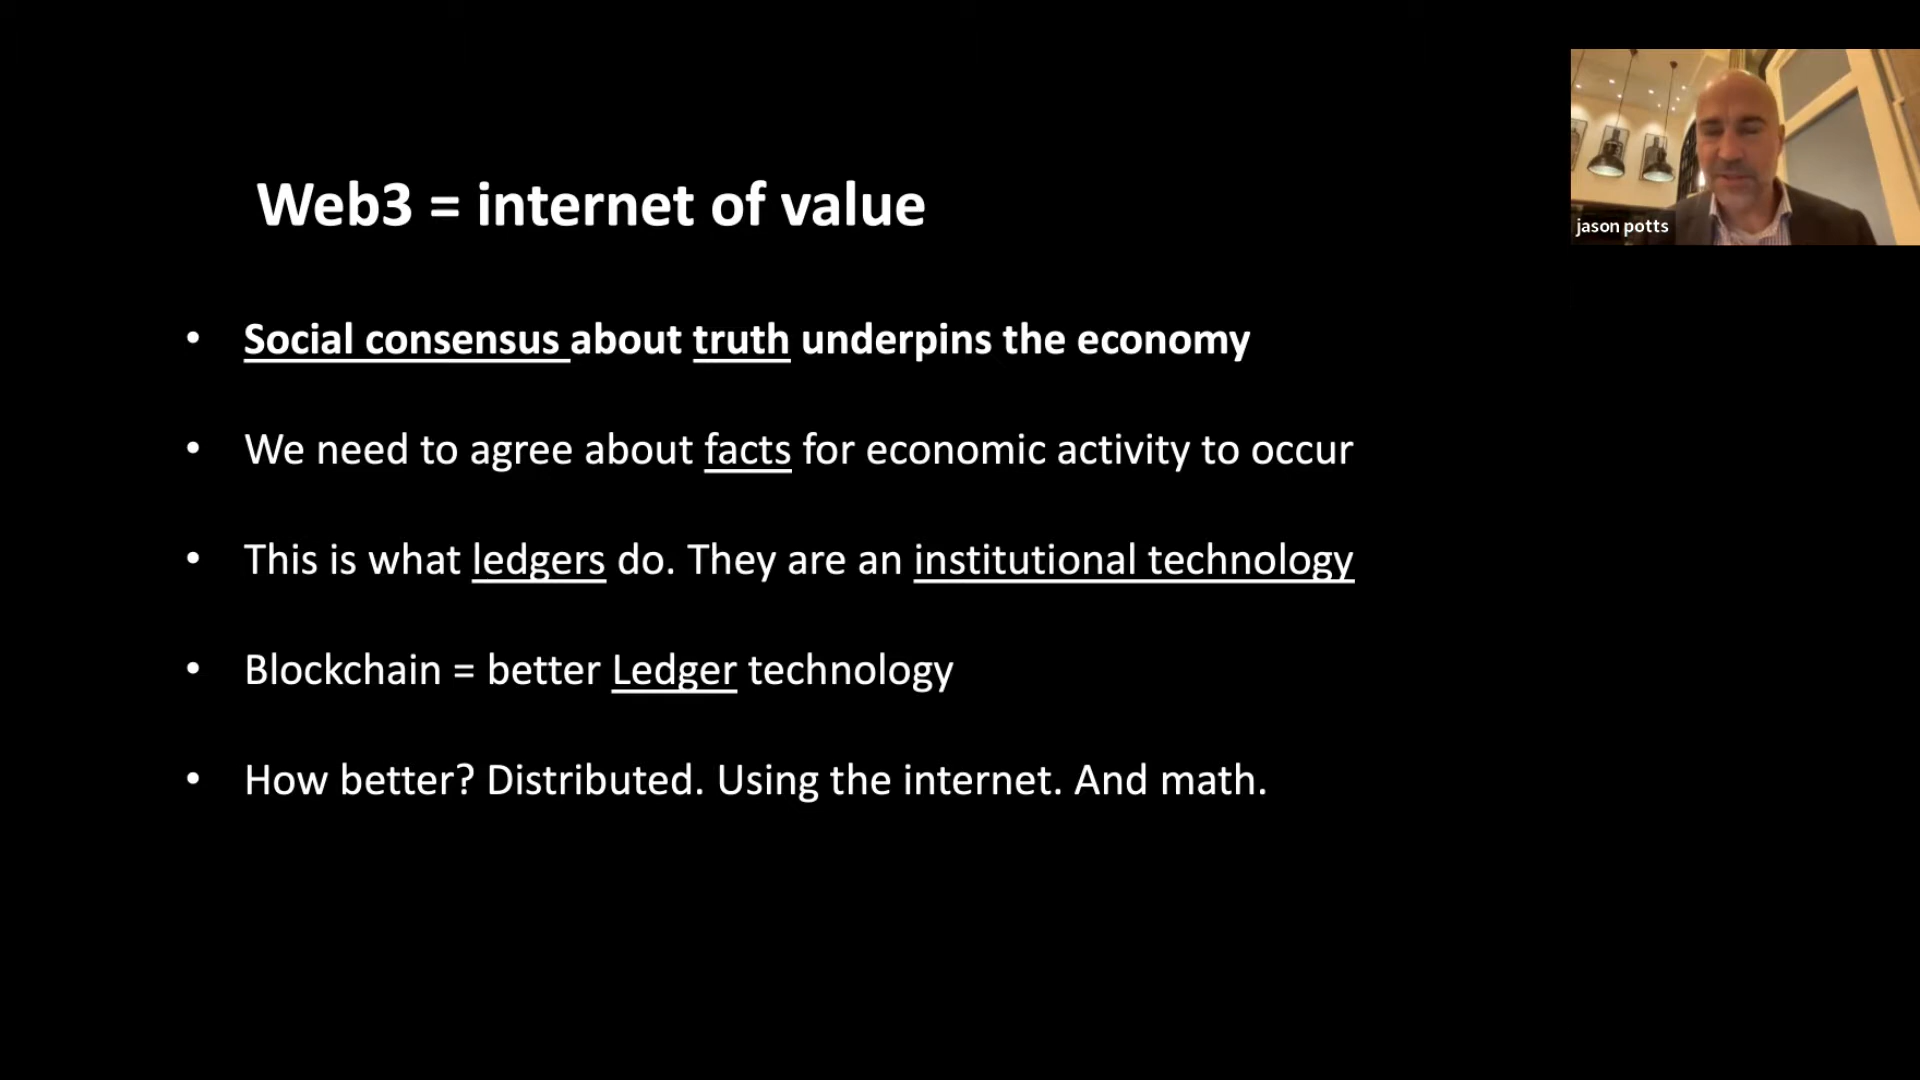 Web3 = internet of value
jason potts
• Social consensus about truth underpins the economy
• We need to agree about facts for economic activity to occur
• This is what ledgers do. They are an institutional technology
• Blockchain = better Ledger technology
• How better? Distributed. Using the internet. And math.